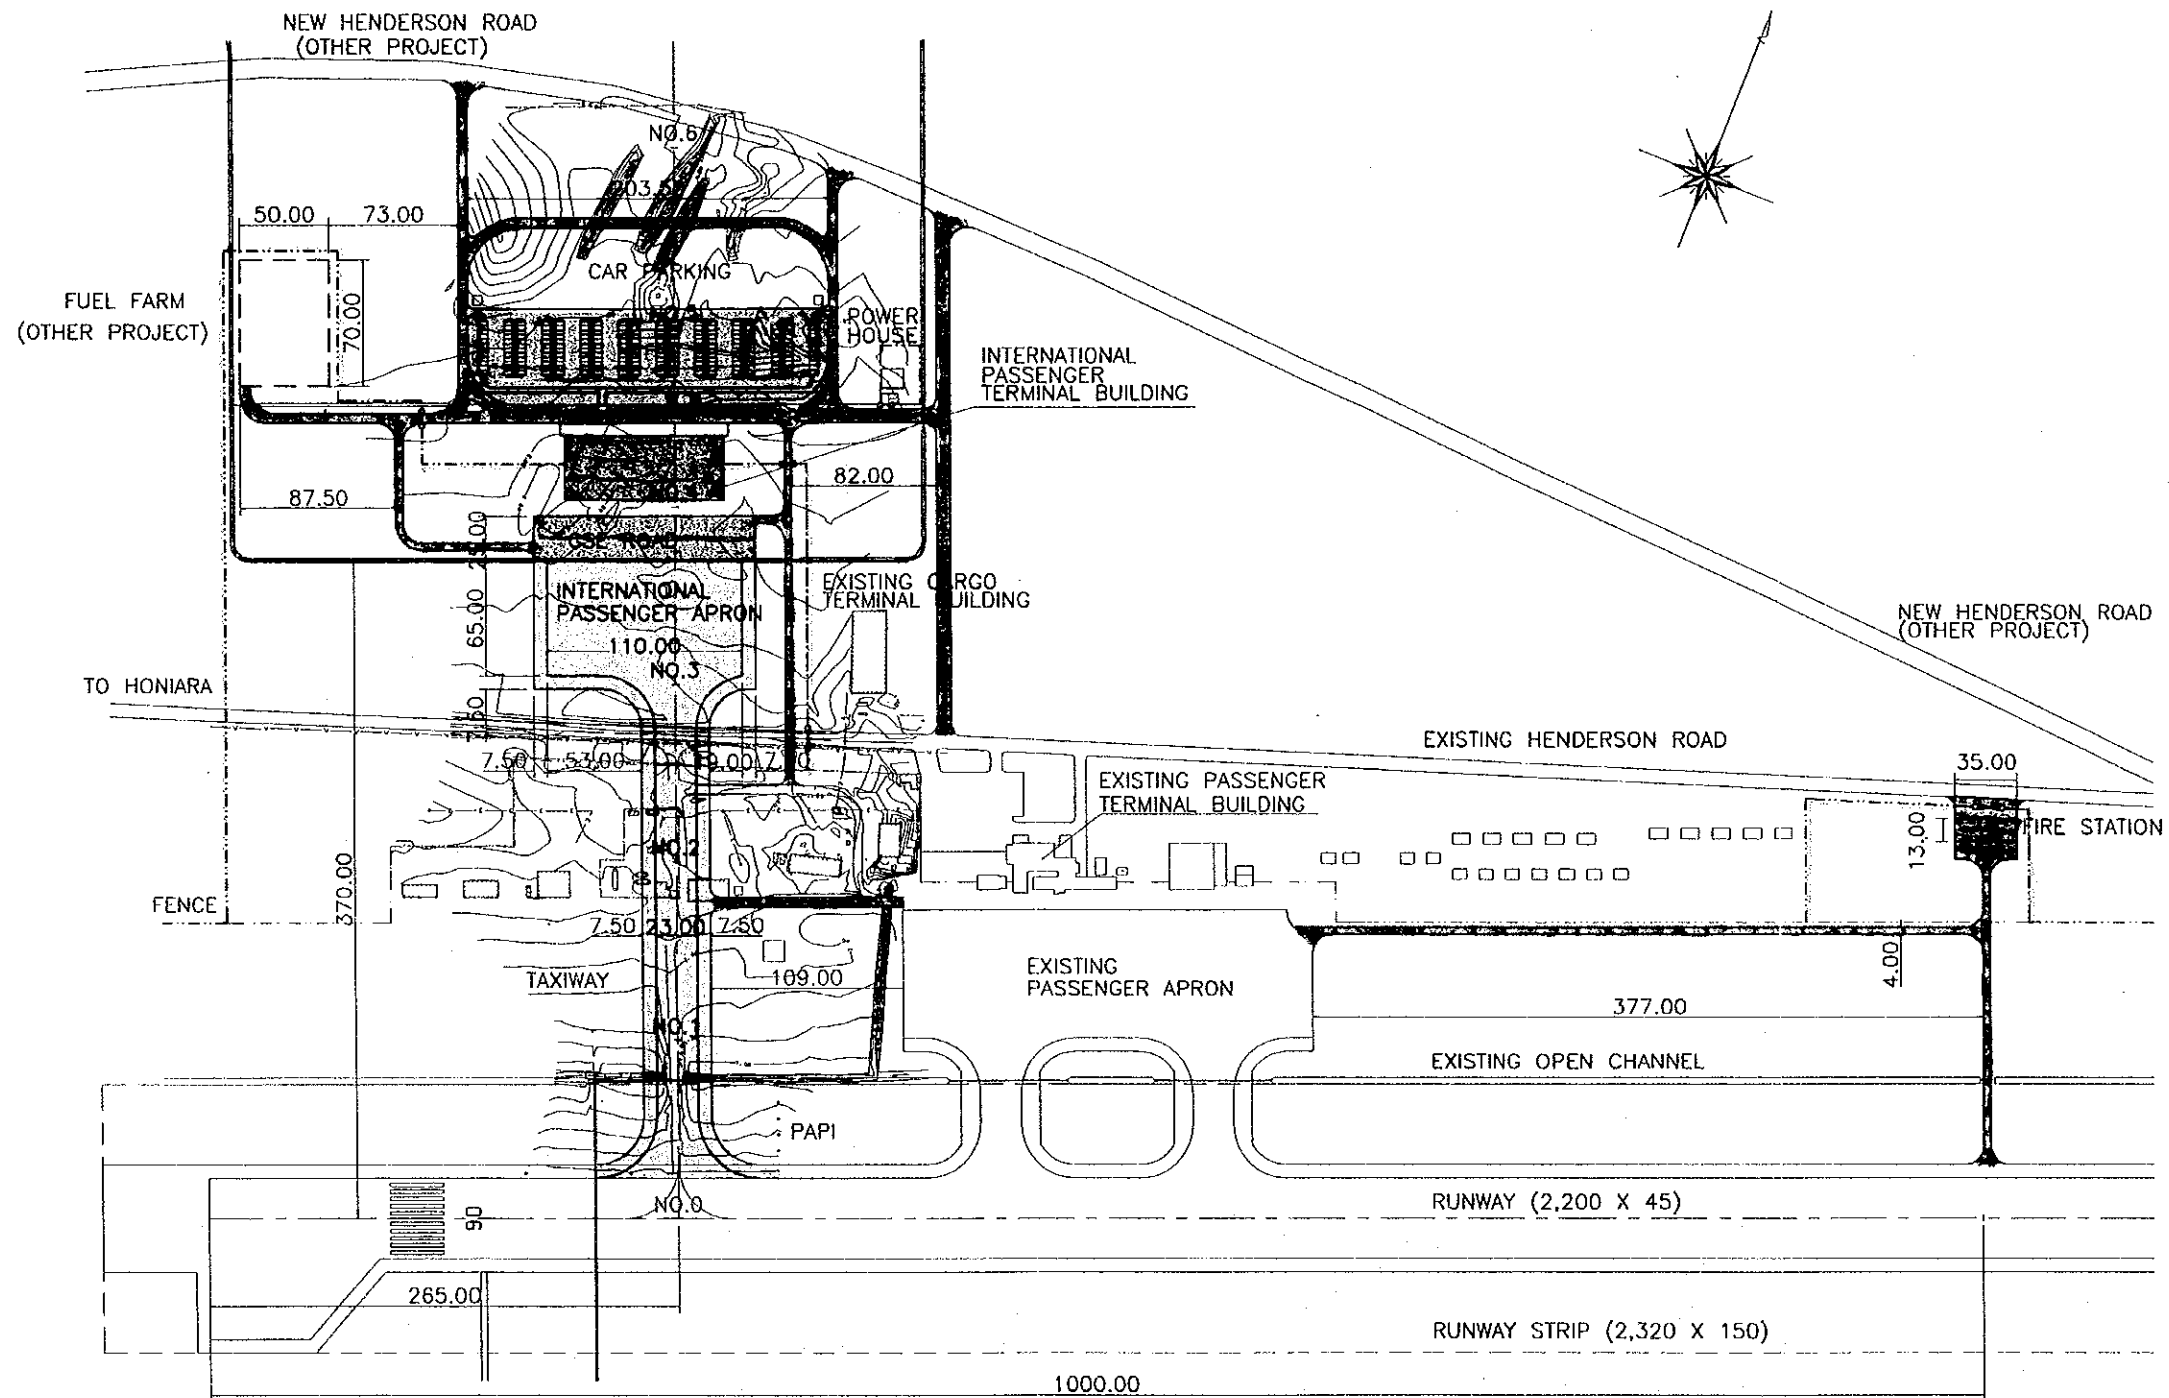 NEW HENDERSON ROAD
(OTHER PROJECT)
NO.6
203.5
50.00
73.00
CAR PARKING
FUEL FARM
(OTHER PROJECT)
70.00
POWER
HOUSE
INTERNATIONAL
PASSENGER
TERMINAL BUILDING
87.50
82.00
GSE ROAD
INTERNATIONAL
PASSENGER APRON
EXISTING CARGO
TERMINAL BUILDING
65.00
110.00
NO.3
NEW HENDERSON ROAD
(OTHER PROJECT)
TO HONIARA
EXISTING HENDERSON ROAD
7.50
53.00
35.00
EXISTING PASSENGER
TERMINAL BUILDING
FIRE STATION
13.00
NO.2
370.00
FENCE
7.50
23.00
7.50
TAXIWAY
109.00
EXISTING
PASSENGER APRON
4.00
377.00
NO.1
EXISTING OPEN CHANNEL
PAPI
NO.0
06
RUNWAY (2,200 X 45)
265.00
RUNWAY STRIP (2,320 X 150)
1000.00